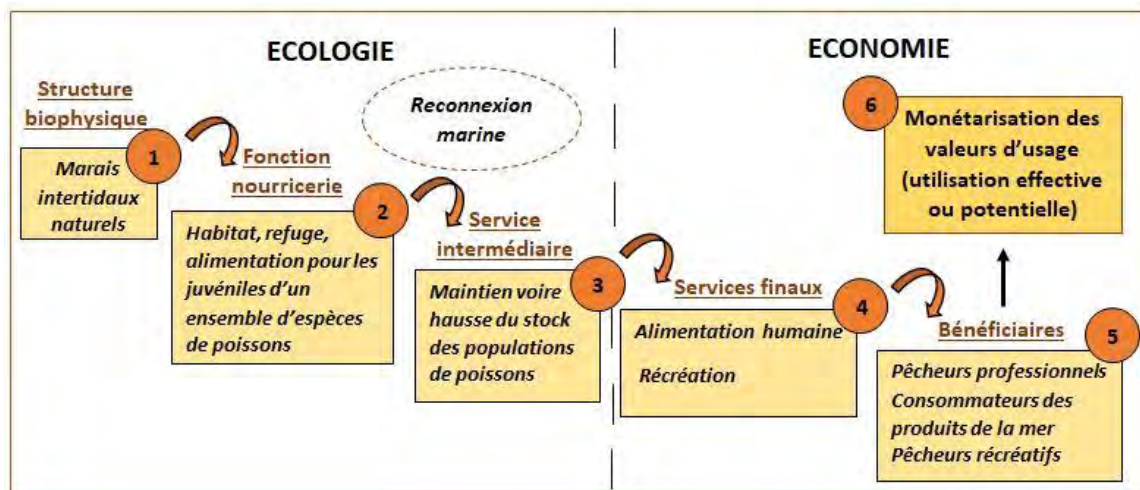 ECOLOGIE
ECONOMIE
Reconnexion
marine
Structure
biophysique
1
Marais
intertidaux
naturels
Fonction
nourricerie
2
Habitat, refuge,
alimentation pour les
juvéniles d'un
ensemble d'espèces
de poissons
Service
intermédiaire
3
Maintien voire
hausse du stock
des populations
de poissons
Services finaux
4
Alimentation humaine
Récréation
Bénéficiaires
5
Pêcheurs professionnels
Consommateurs des
produits de la mer
Pêcheurs récréatifs
6
Monétarisation des
valeurs d'usage
(utilisation effective
ou potentielle)